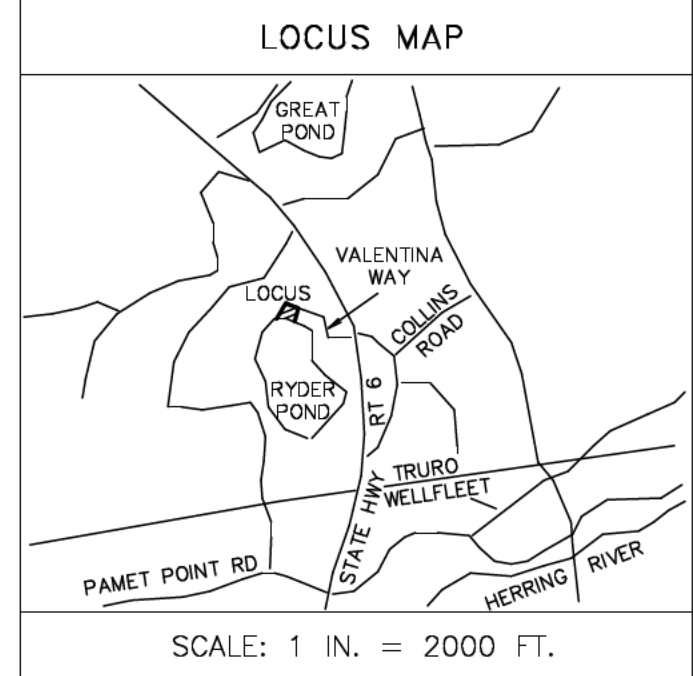 LOCUS MAP
GREAT
POND
VALENTINA
WAY
LOCUS
COLLINS
ROAD
RYDER
POND
RT 6
STATE HWY
TRURO
WELLFLEET
PAMET POINT RD
HERRING RIVER
SCALE: 1 IN. = 2000 FT.